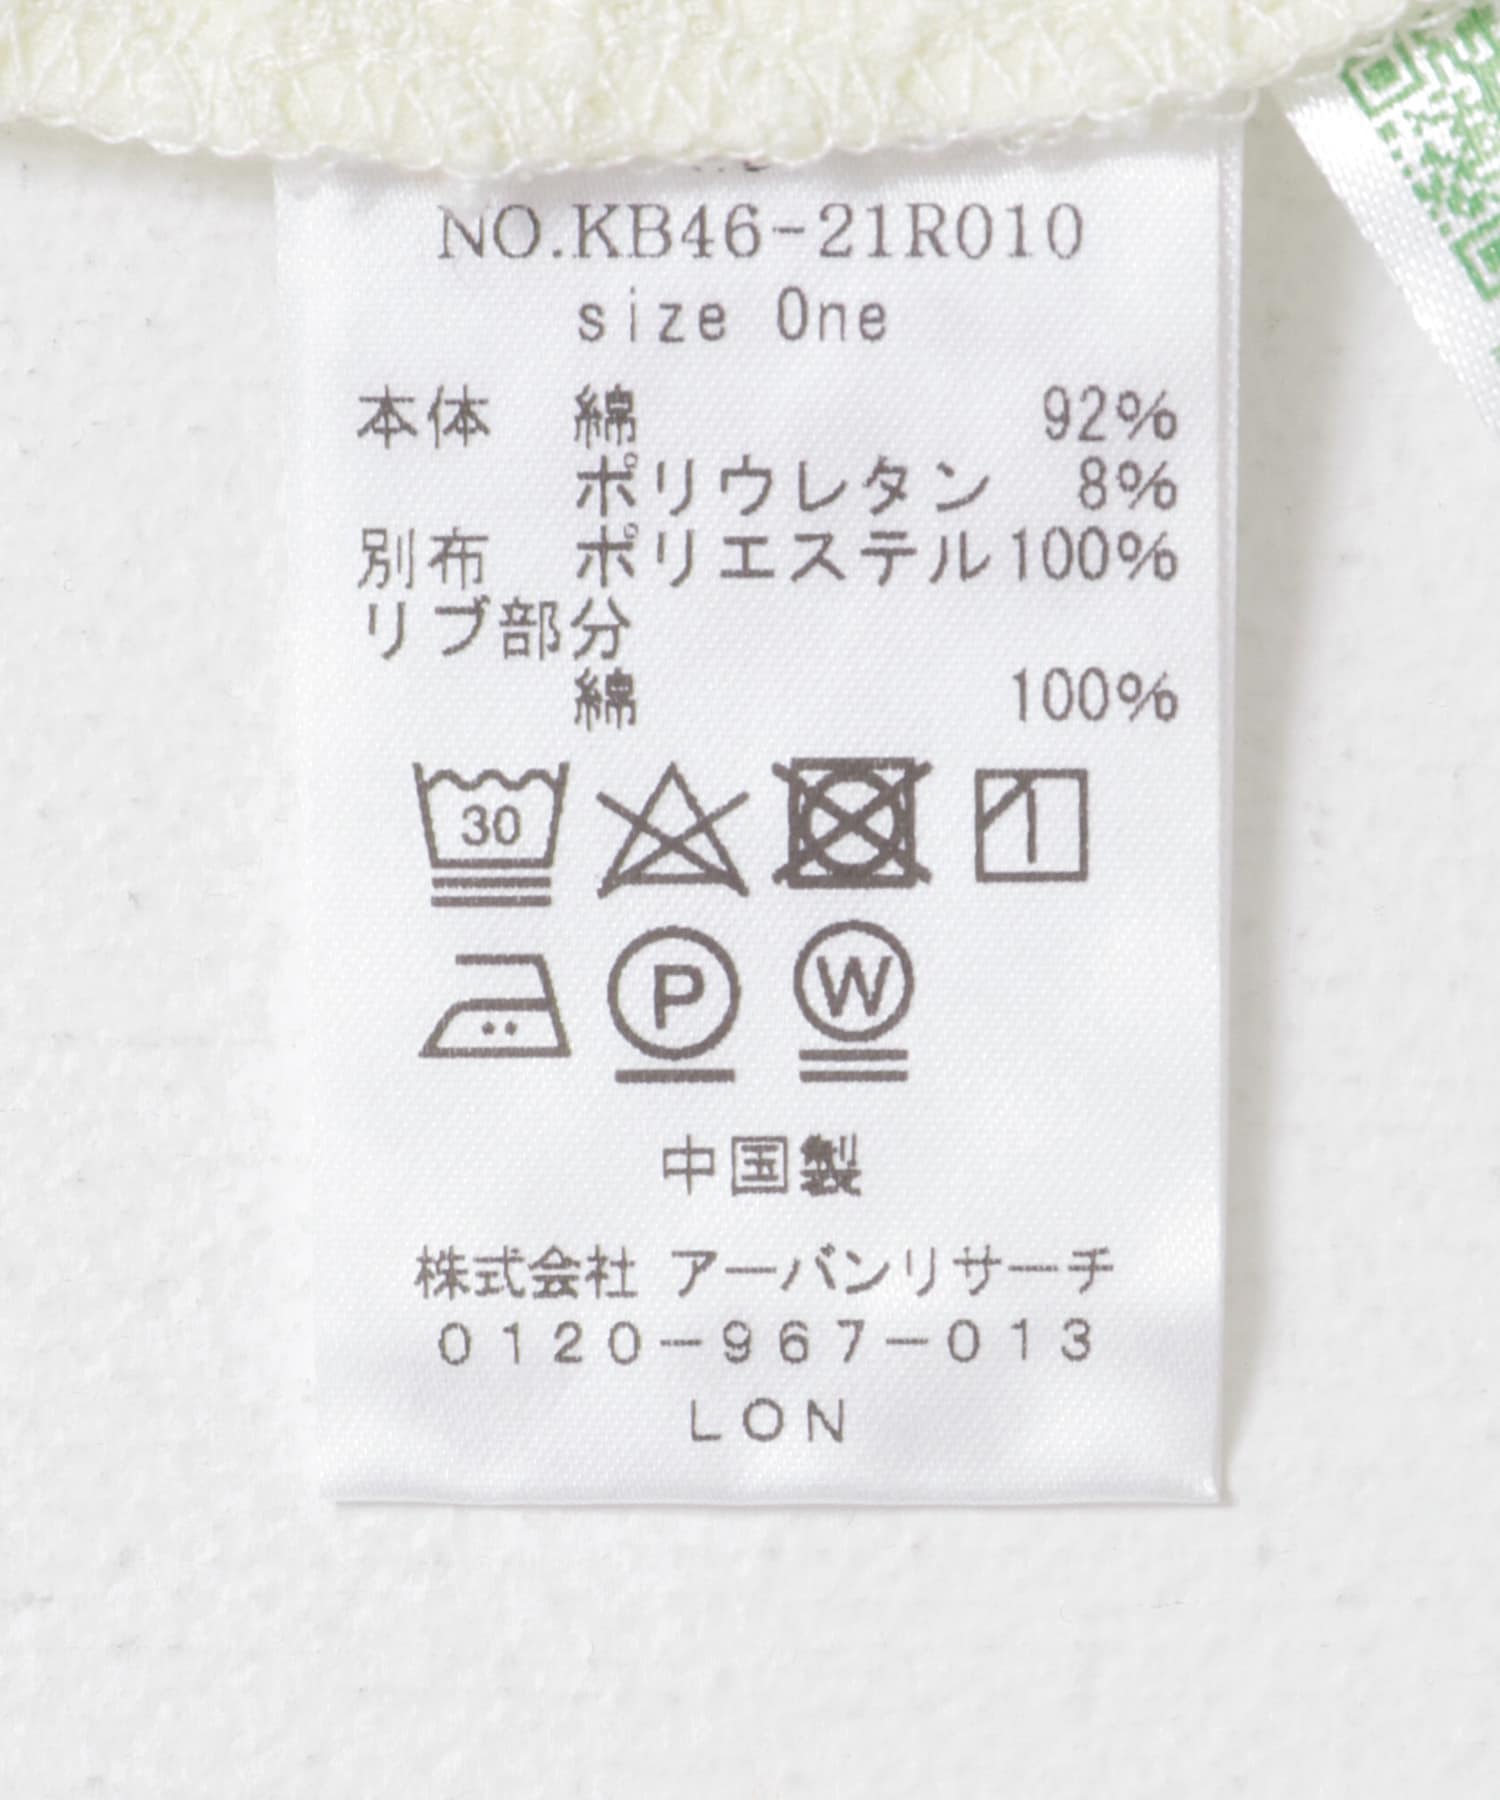 NO.KB46-21R010
size One
本体 綿 92%
ポリウレタン 8%
別布 ポリエステル 100%
リブ部分
綿 100%
30
P
W
中国製
株式会社 アーバンリサーチ
0120-967-013
LON